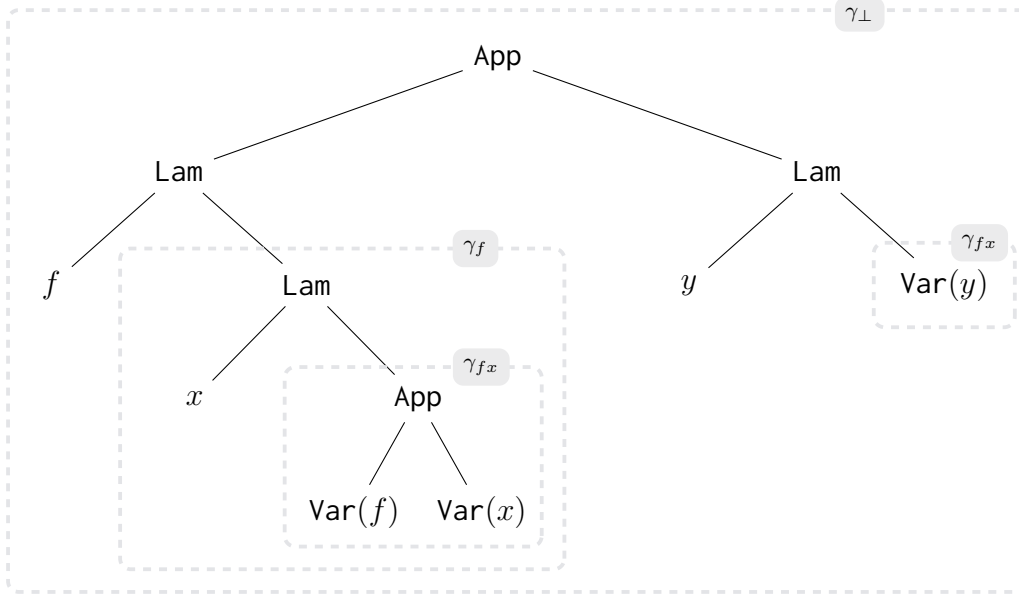 γ⊥
App
Lam Lam
γf γfx
f Lam y Var(y)
γfx
x App
Var(f) Var(x)